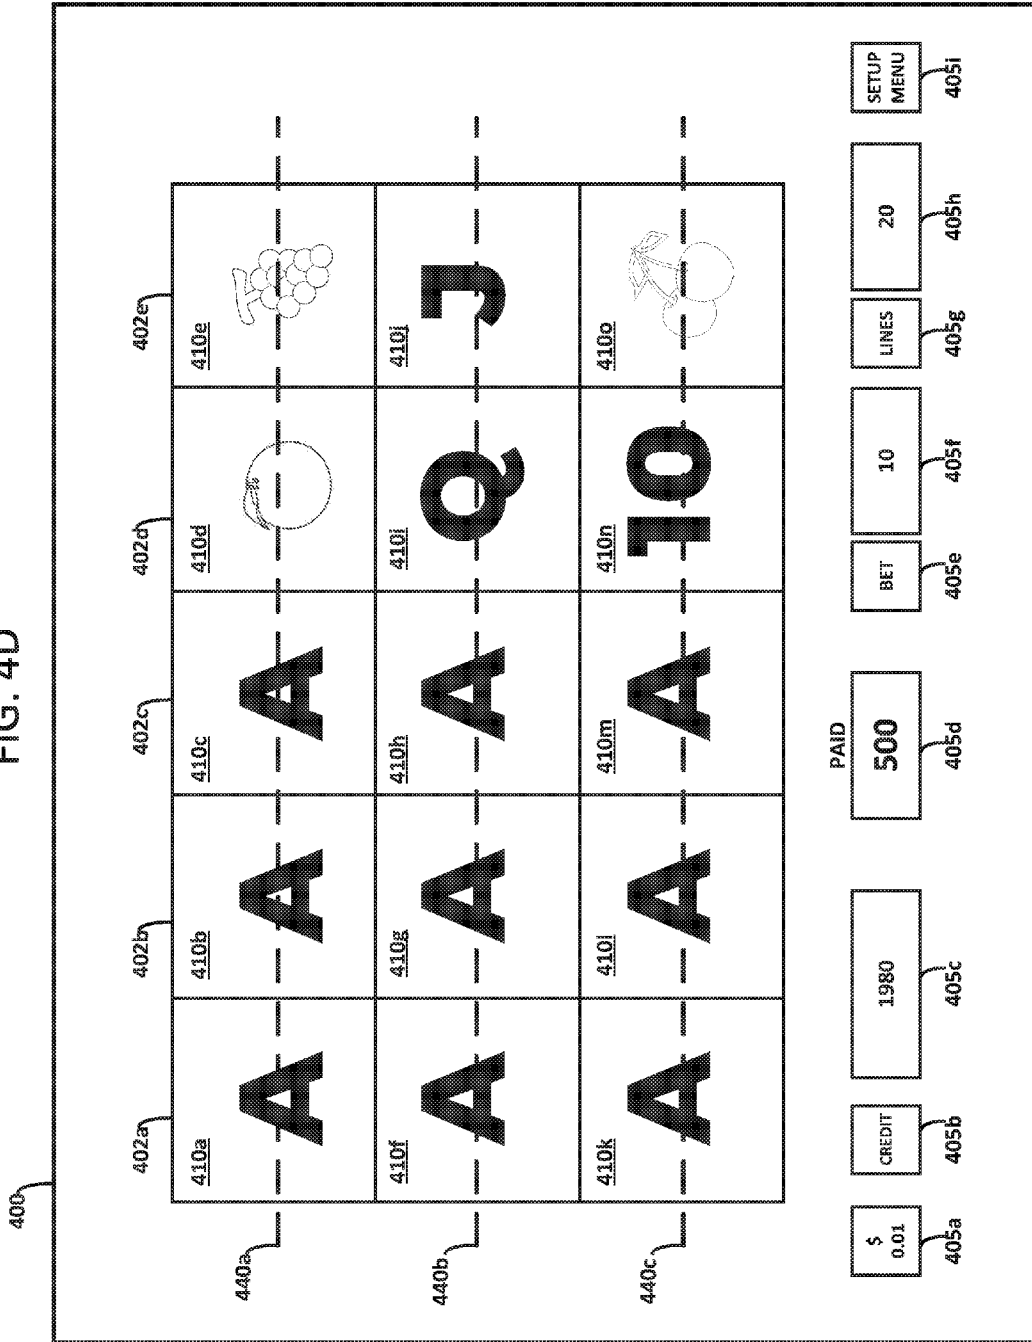 FIG. 4D
400
402a 402b 402c 402d 402e
410a 410b 410c 410d 410e
A A A
440a
410f 410g 410h 410i 410j
A A A Q J
440b
410k 410l 410m 410n 410o
A A A 10
440c
PAID
$ 0.01 CREDIT 1980 500 BET 10 LINES 20 SETUP MENU
405a 405b 405c 405d 405e 405f 405g 405h 405i